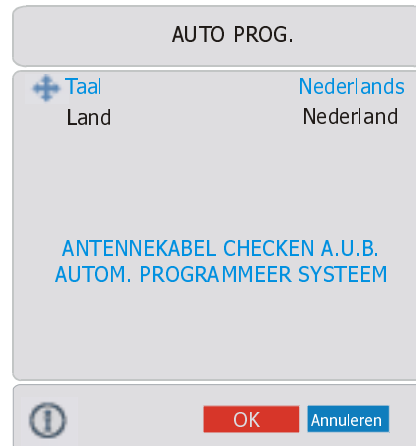 AUTO PROG.
Taal Nederlands
Land Nederland
ANTENNEKABEL CHECKEN A.U.B.
AUTOM. PROGRAMMEER SYSTEEM
OK Annuleren